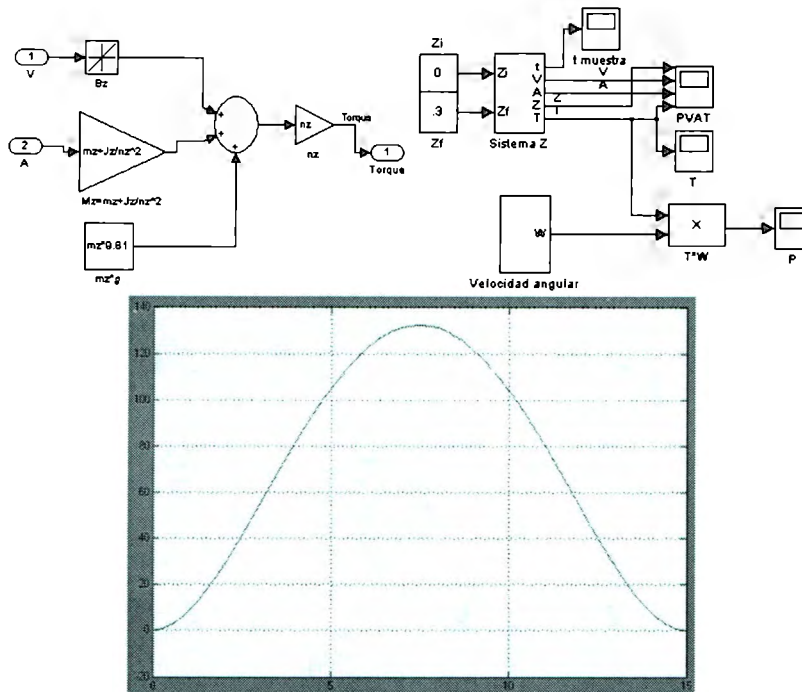 1
V
Bz
2
A
mz+Jz/nz^2
Mz=mz+Jz/nz^2
mz*9.81
mz*g
nz
nz
Torque
1
Torque
Zi
0
.3
Zf
Zi
Zf
t
V
A
Z
T
Sistema Z
t muestra
V
A
Z
T
PVAT
T
W
Velocidad angular
X
T*W
P
140
120
100
80
60
40
20
0
-20
0
5
10
15